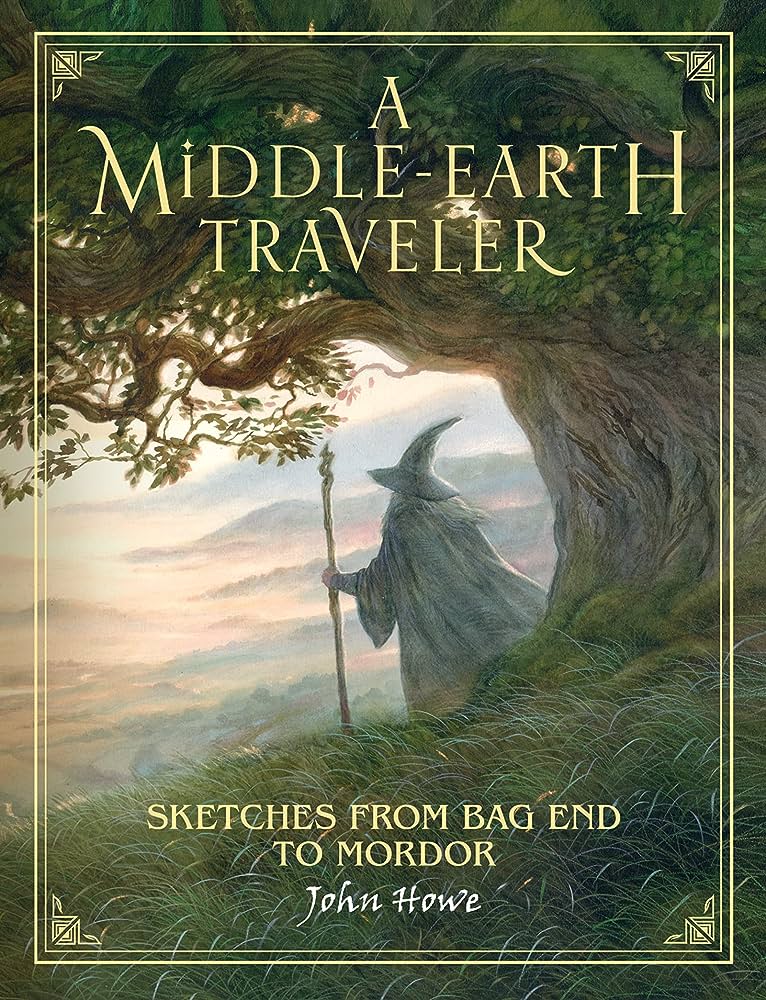 A
MiDDLE-EARTH
TRAVELER
SKETCHES FROM BAG END
TO MORDOR
John Howe